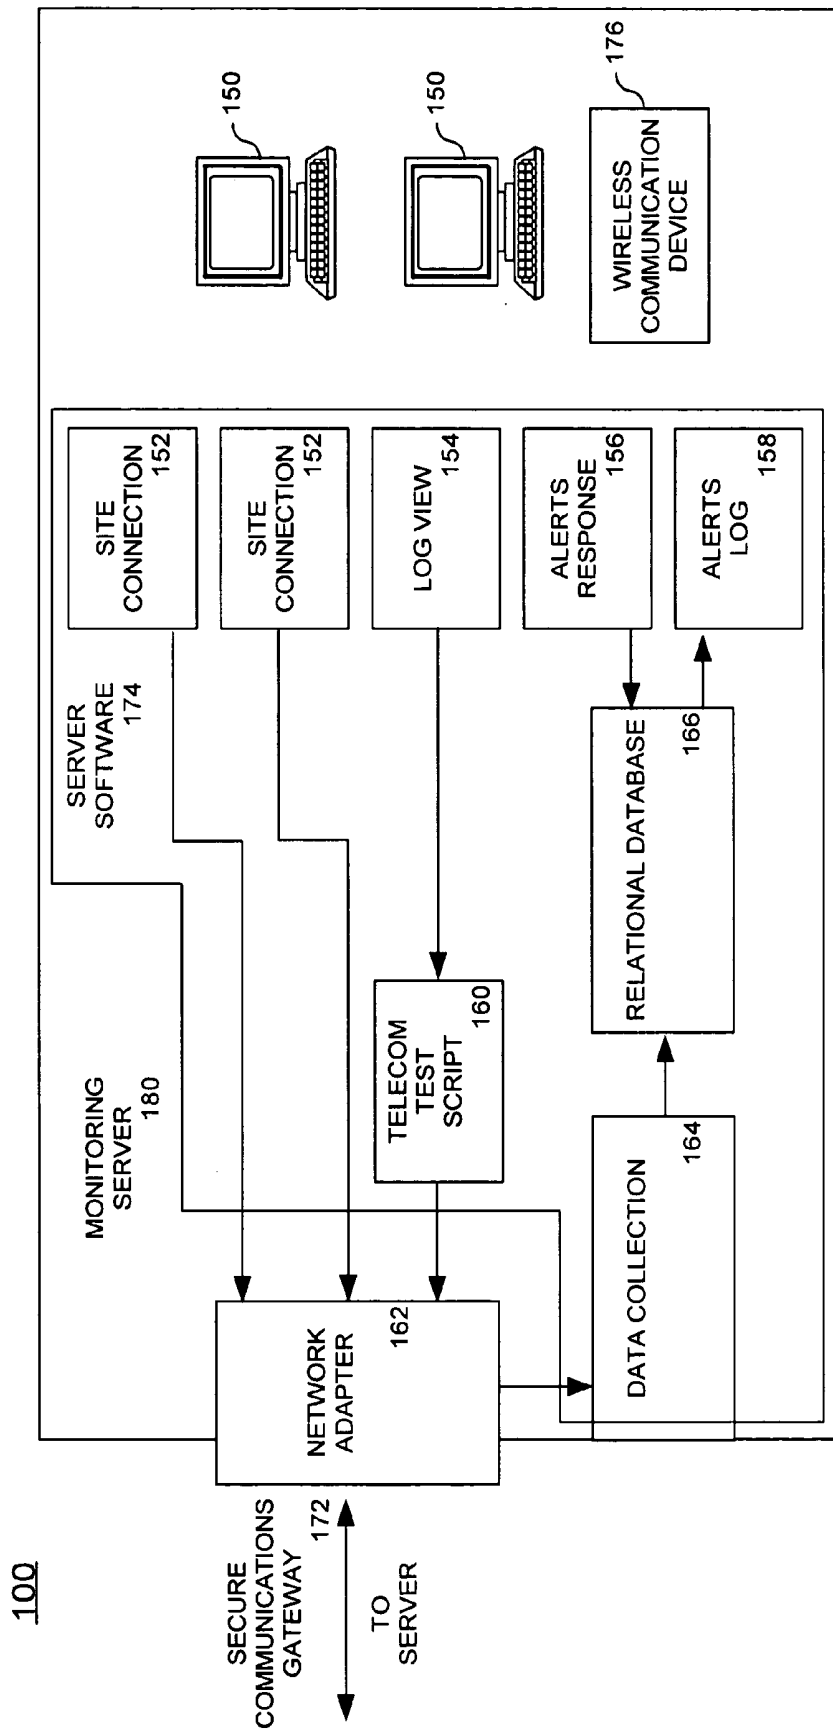 100
SECURE
COMMUNICATIONS
GATEWAY
172
TO
SERVER
MONITORING
SERVER
180
SERVER
SOFTWARE
174
NETWORK
ADAPTER
162
SITE
CONNECTION
152
SITE
CONNECTION
152
TELECOM
TEST
SCRIPT
160
LOG VIEW
154
ALERTS
RESPONSE
156
ALERTS
LOG
158
DATA COLLECTION
164
RELATIONAL DATABASE
166
150
150
WIRELESS
COMMUNICATION
DEVICE
176